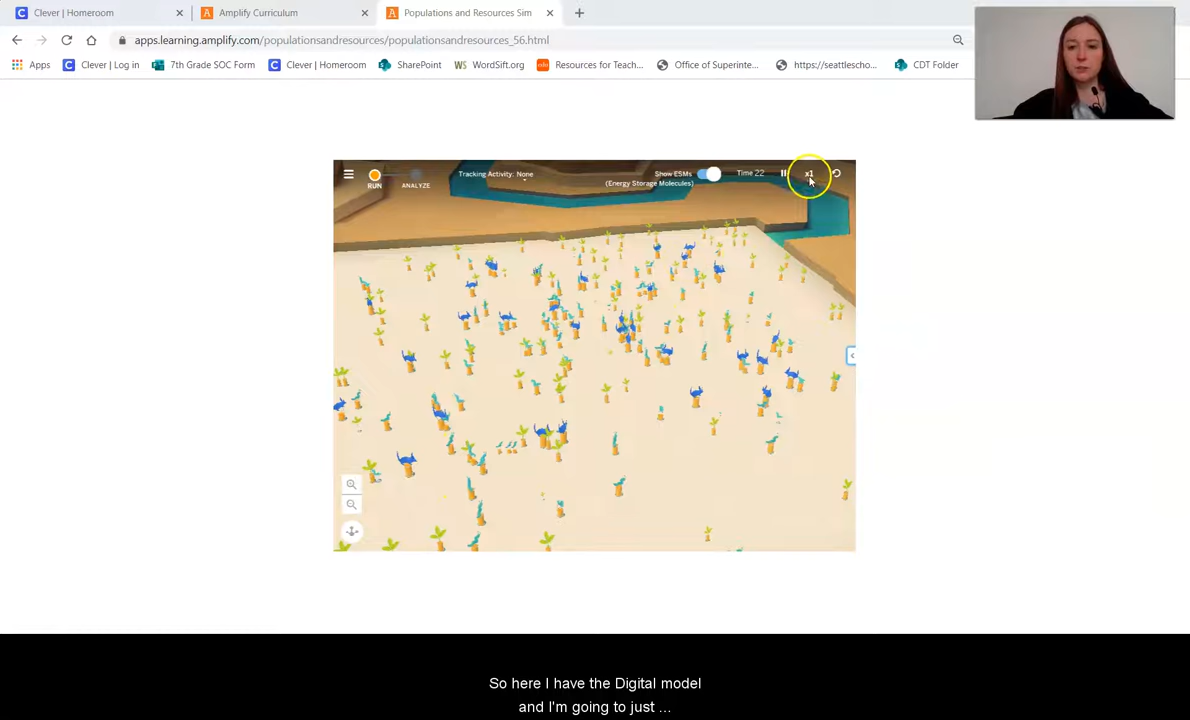 Clever | Homeroom
Amplify Curriculum
Populations and Resources Sim
apps.learning.amplify.com/populationsandresources/populationsandresources_56.html
Apps
Clever | Log in
7th Grade SOC Form
Clever | Homeroom
SharePoint
WS WordSift.org
Resources for Teach...
Office of Superinte...
https://seattlescho...
CDT Folder
RUN
ANALYZE
Tracking Activity: None
Show ESMs
(Energy Storage Molecules)
Time 22
x1
So here I have the Digital model
and I'm going to just ...